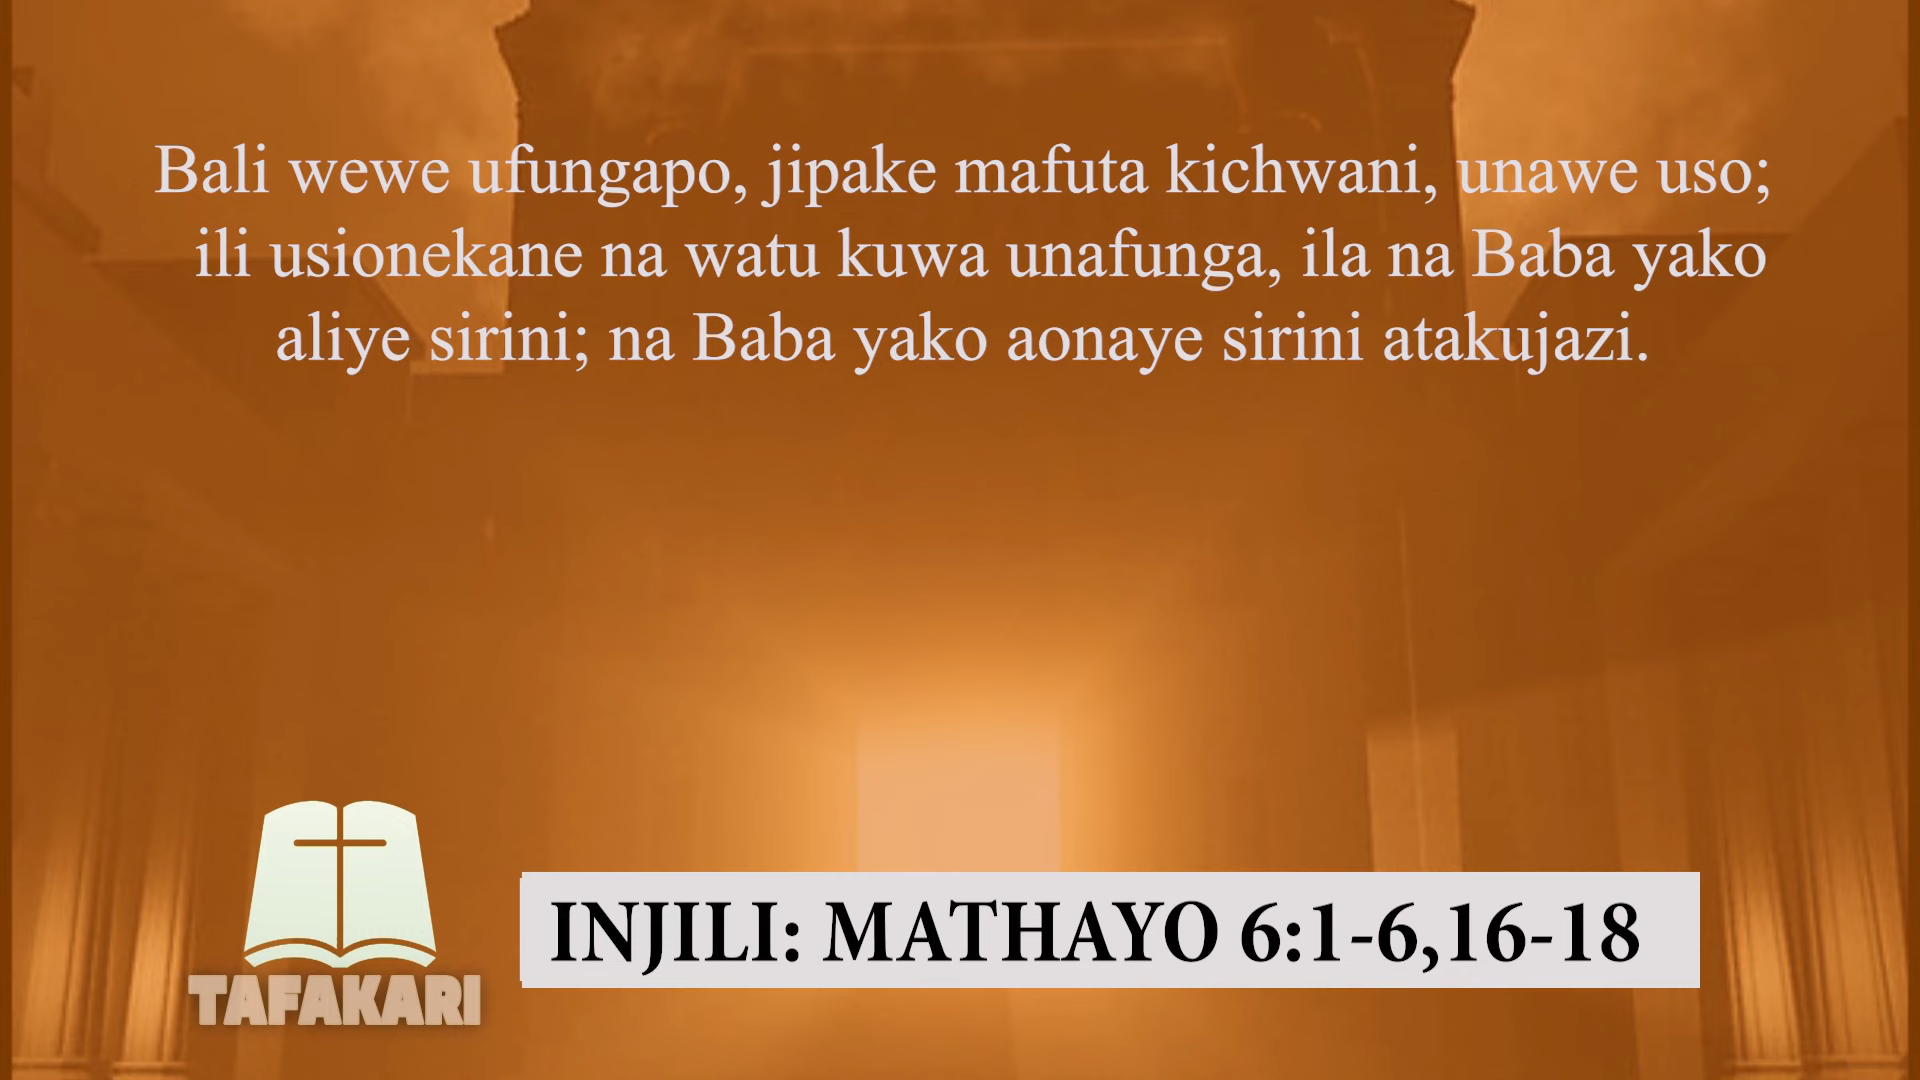 Bali wewe ufungapo, jipake mafuta kichwani, unawe uso;
ili usionekane na watu kuwa unafunga, ila na Baba yako
aliye sirini; na Baba yako aonaye sirini atakujazi.
TAFAKARI
INJILI: MATHAYO 6:1-6,16-18